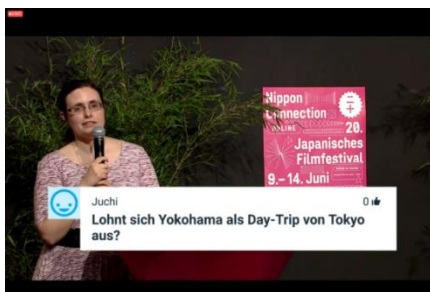 Nippon
Connection
ONLINE
20.
Japanisches
Filmfestival
9.– 14. Juni
Juchi
0
Lohnt sich Yokohama als Day-Trip von Tokyo
aus?